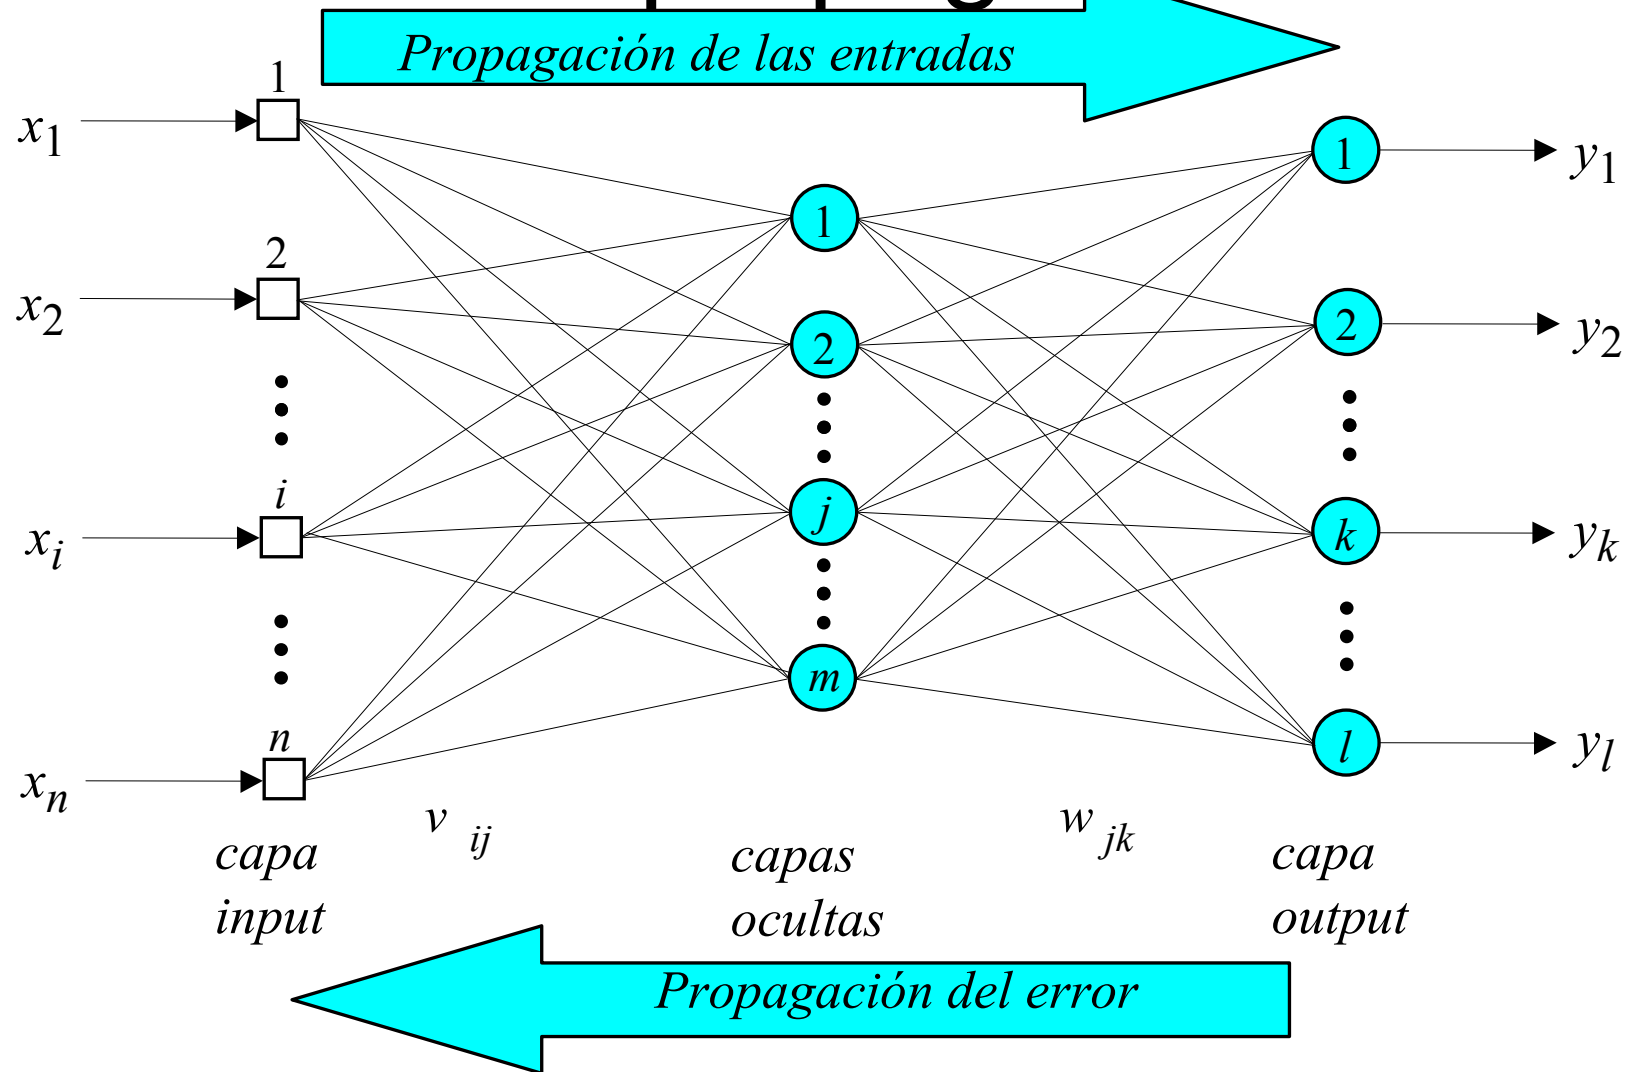 Propagación de las entradas
1
x1
1
y1
1
2
x2
2
2
y2
i
xi
j
k
yk
m
n
xn
l
yl
v ij
w jk
capa
input
capas
ocultas
capa
output
Propagación del error